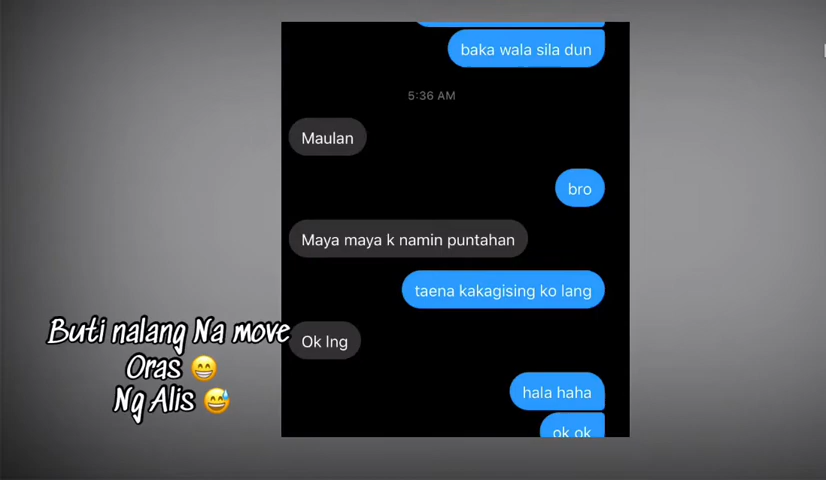 baka wala sila dun
5:36 AM
Maulan
bro
Maya maya k namin puntahan
taena kakagising ko lang
Ok lng
hala haha
ok ok
Buti nalang Na move
Oras 😁
Ng Alis 😅